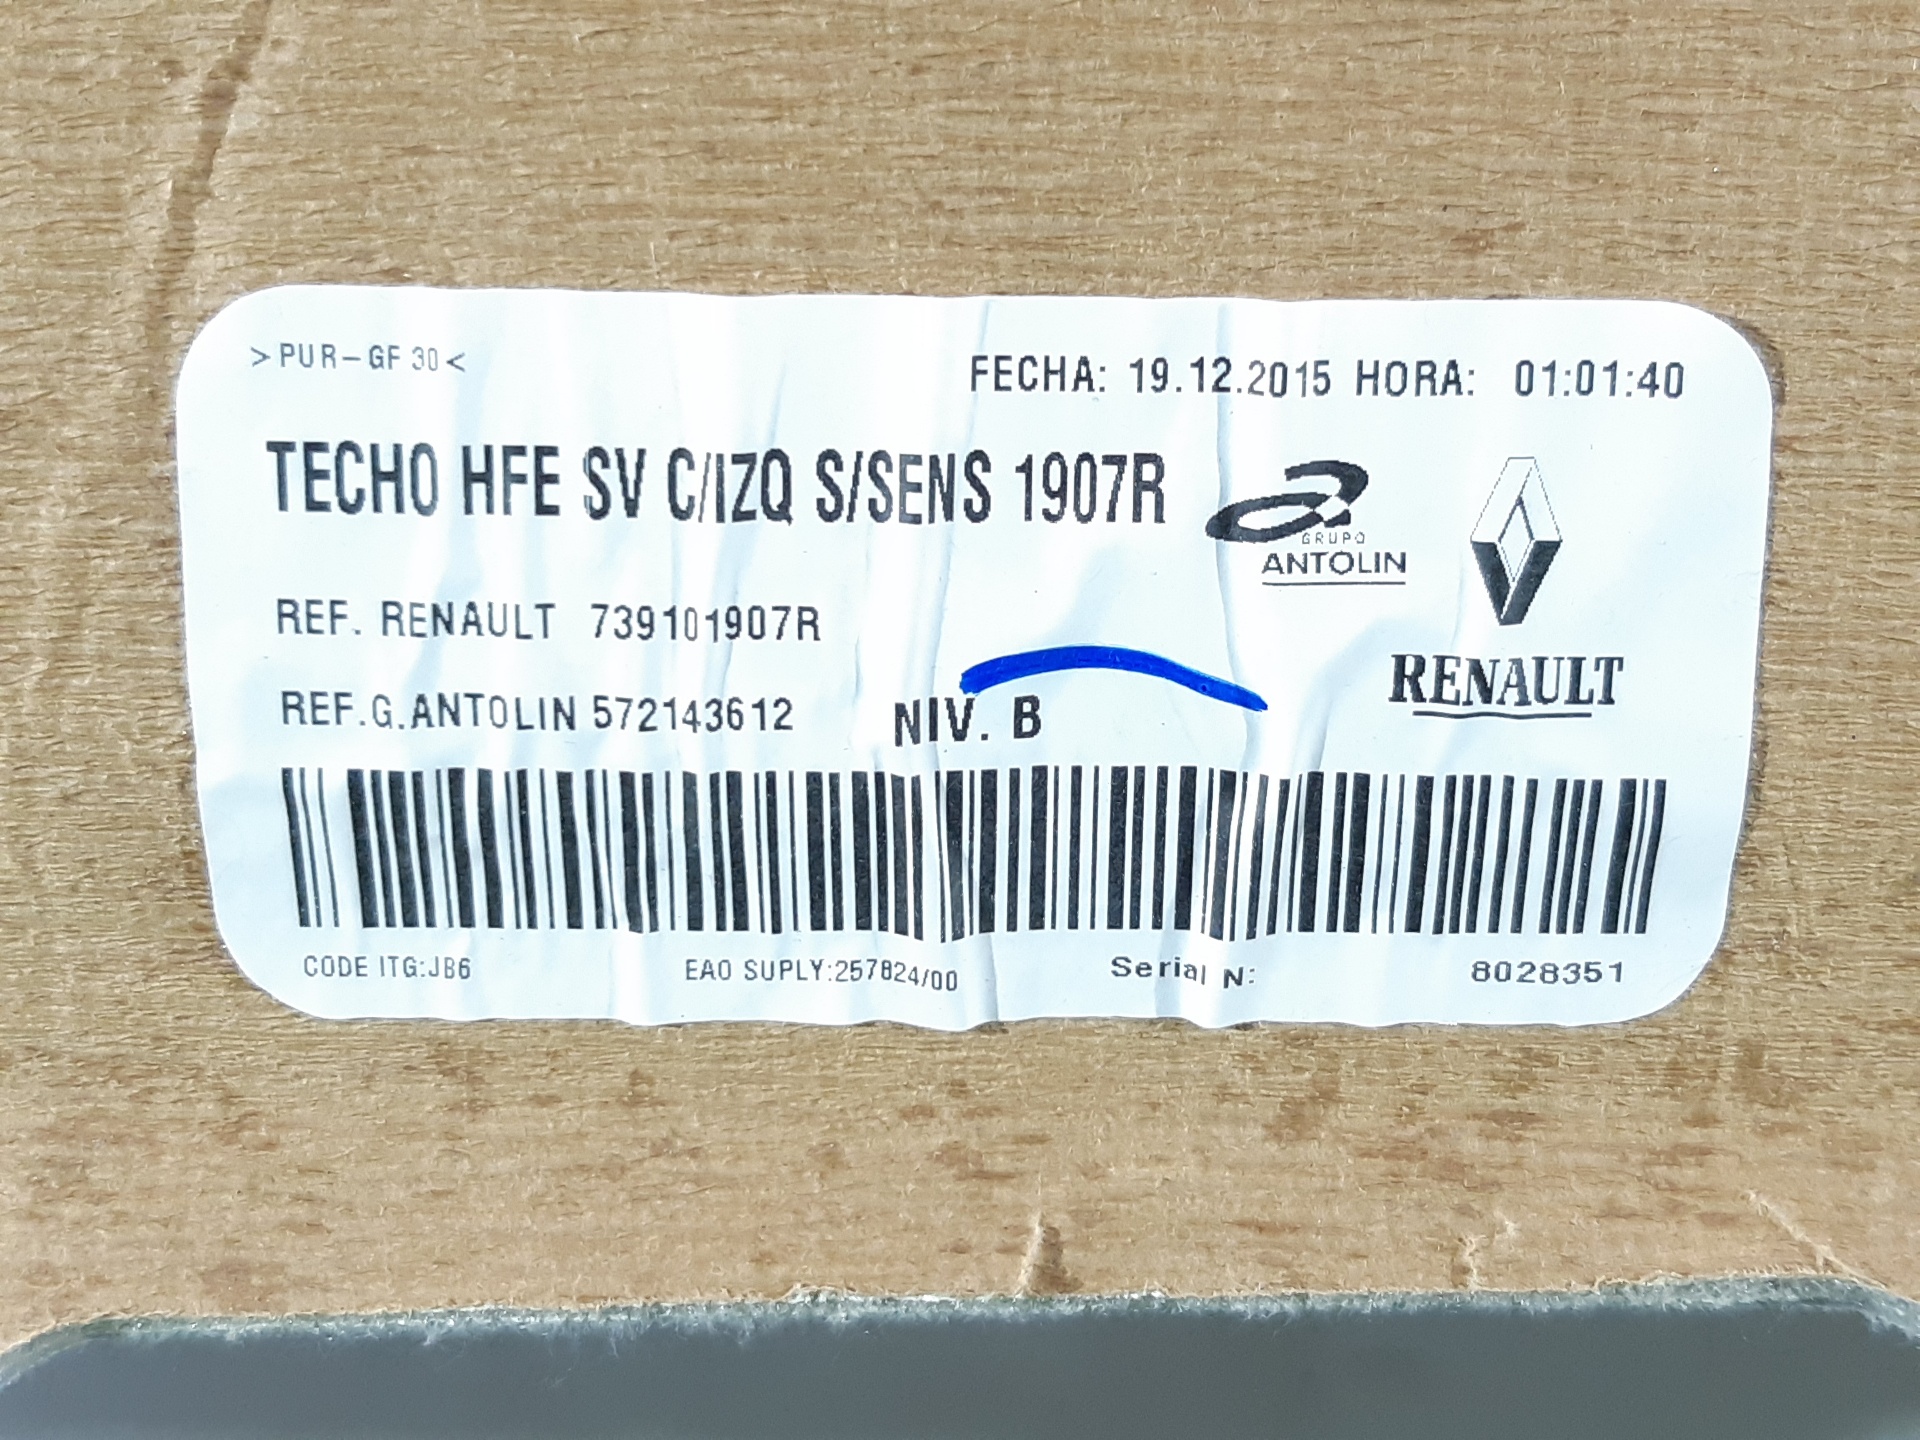 >PUR-GF 30<
FECHA: 19.12.2015 HORA: 01:01:40
TECHO HFE SV C/IZQ S/SENS 1907R
GRUPO
ANTOLIN
REF. RENAULT 739101907R
RENAULT
REF.G.ANTOLIN 572143612 NIV. B
CODE ITG:JB6 EAO SUPLY:257824/00 Serial N: 8028351